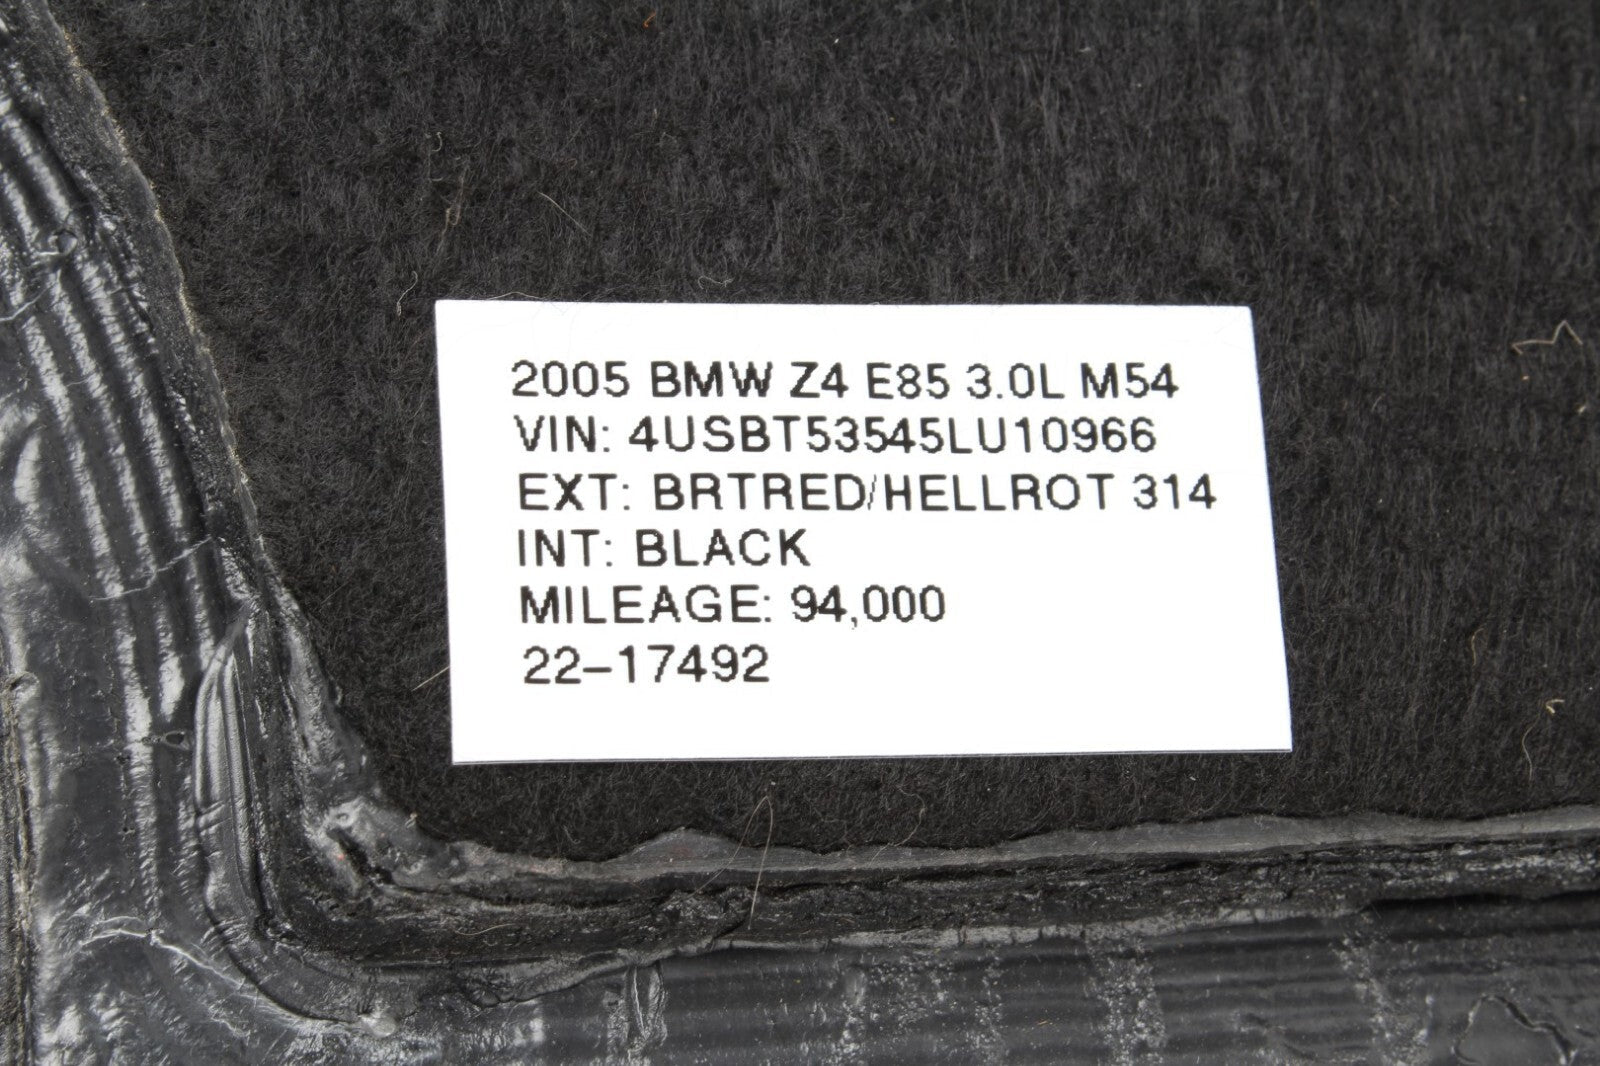 2005 BMW Z4 E85 3.0L M54
VIN: 4USBT53545LU10966
EXT: BRTRED/HELLROT 314
INT: BLACK
MILEAGE: 94,000
22-17492